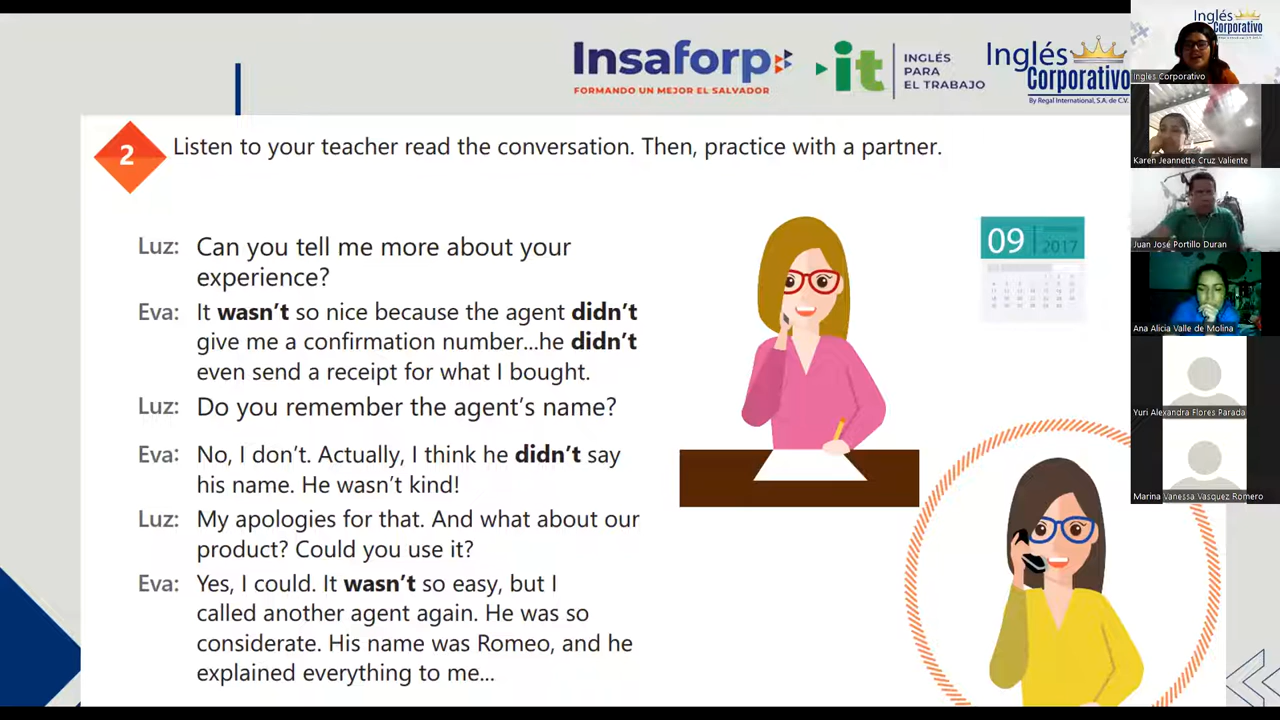 Insaforp
FORMANDO UN MEJOR EL SALVADOR
it
INGLÉS
PARA
EL TRABAJO
Inglés
Corporativo
By Regal International, S.A. de C.V.
2
Listen to your teacher read the conversation. Then, practice with a partner.
Luz: Can you tell me more about your
experience?
Eva: It wasn't so nice because the agent didn't
give me a confirmation number...he didn't
even send a receipt for what I bought.
Luz: Do you remember the agent's name?
Eva: No, I don't. Actually, I think he didn't say
his name. He wasn't kind!
Luz: My apologies for that. And what about our
product? Could you use it?
Eva: Yes, I could. It wasn't so easy, but I
called another agent again. He was so
considerate. His name was Romeo, and he
explained everything to me...
09 2017
Inglés
Corporativo
Ingles Corporativo
Karen Jeannette Cruz Valiente
Juan José Portillo Duran
Ana Alicia Valle de Molina
Yuri Alexandra Flores Parada
Marina Vanessa Vasquez Romero